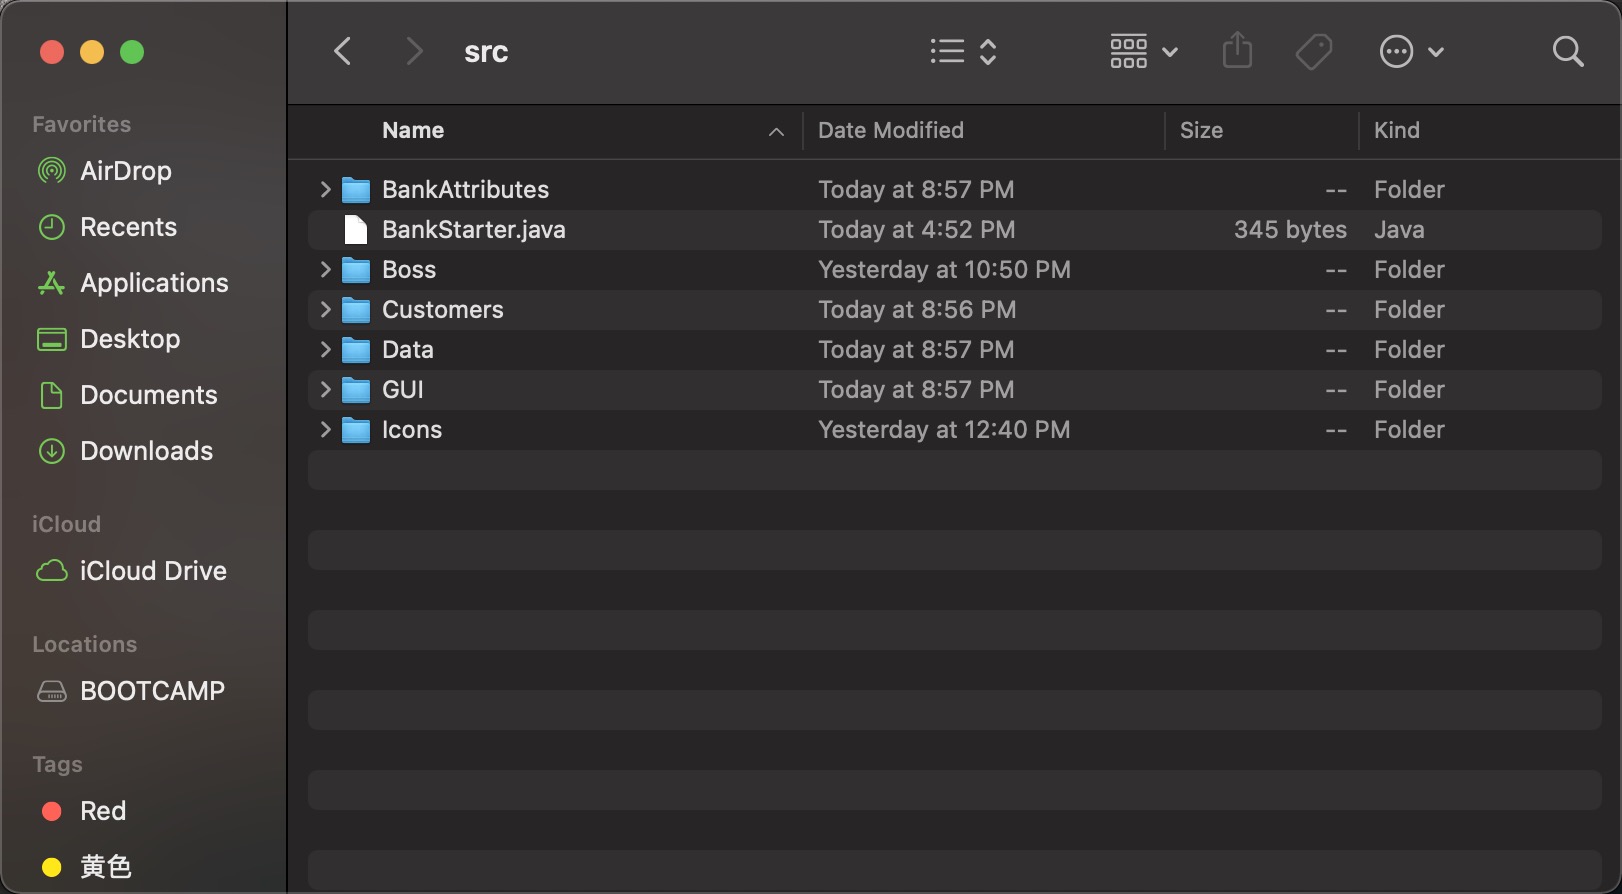 src
Favorites
AirDrop
Recents
Applications
Desktop
Documents
Downloads
iCloud
iCloud Drive
Locations
BOOTCAMP
Tags
Red
黄色
Name Date Modified Size Kind
BankAttributes Today at 8:57 PM -- Folder
BankStarter.java Today at 4:52 PM 345 bytes Java
Boss Yesterday at 10:50 PM -- Folder
Customers Today at 8:56 PM -- Folder
Data Today at 8:57 PM -- Folder
GUI Today at 8:57 PM -- Folder
Icons Yesterday at 12:40 PM -- Folder